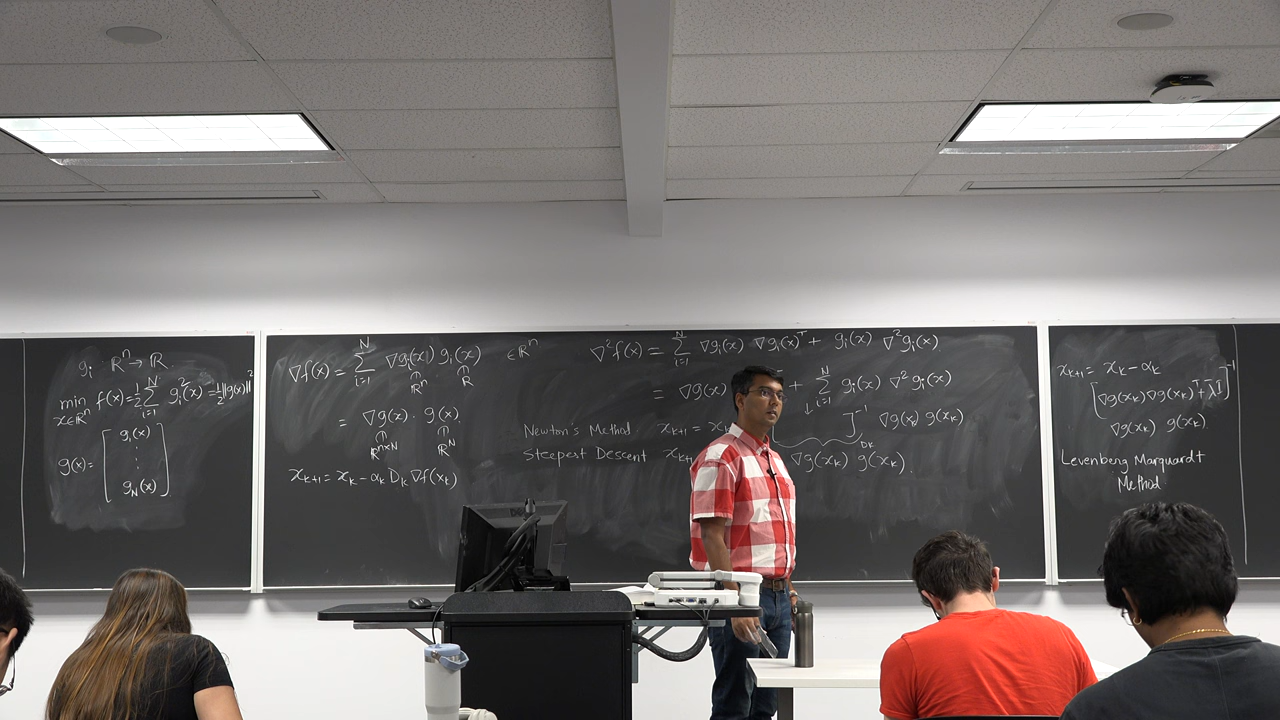 gᵢ ℝⁿ → ℝ
min f(x) = ½ Σᵢ₌₁ᴺ gᵢ²(x) = ½‖g(x)‖²
x∈ℝⁿ
g(x) = [g₁(x) ⋮ g_N(x)]
∇f(x) = Σᵢ₌₁ᴺ ∇gᵢ(x) gᵢ(x) ∈ ℝⁿ
∩ ℝⁿ ∩ ℝ
= ∇g(x) · g(x)
∩ ℝⁿˣᴺ ∩ ℝᴺ
xₖ₊₁ = xₖ − αₖ Dₖ ∇f(xₖ)
∇²f(x) = Σᵢ₌₁ᴺ ∇gᵢ(x) ∇gᵢ(x)ᵀ + gᵢ(x) ∇²gᵢ(x)
= ∇g(x) + Σᵢ₌₁ᴺ gᵢ(x) ∇²gᵢ(x)
Newton's Method xₖ₊₁ = xₖ ]⁻¹ ∇g(xₖ) g(xₖ)
Dₖ
Steepest Descent xₖ₊₁ ∇g(xₖ) g(xₖ)
xₖ₊₁ = xₖ − αₖ
[∇g(xₖ)∇g(xₖ)ᵀ + λI]⁻¹
∇g(xₖ) g(xₖ)
Levenberg Marquardt
Method